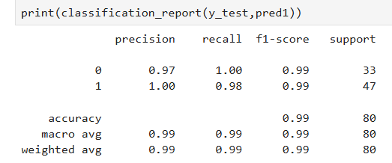 print(classification_report(y_test,pred1))
precision recall f1-score support
0 0.97 1.00 0.99 33
1 1.00 0.98 0.99 47
accuracy 0.99 80
macro avg 0.99 0.99 0.99 80
weighted avg 0.99 0.99 0.99 80